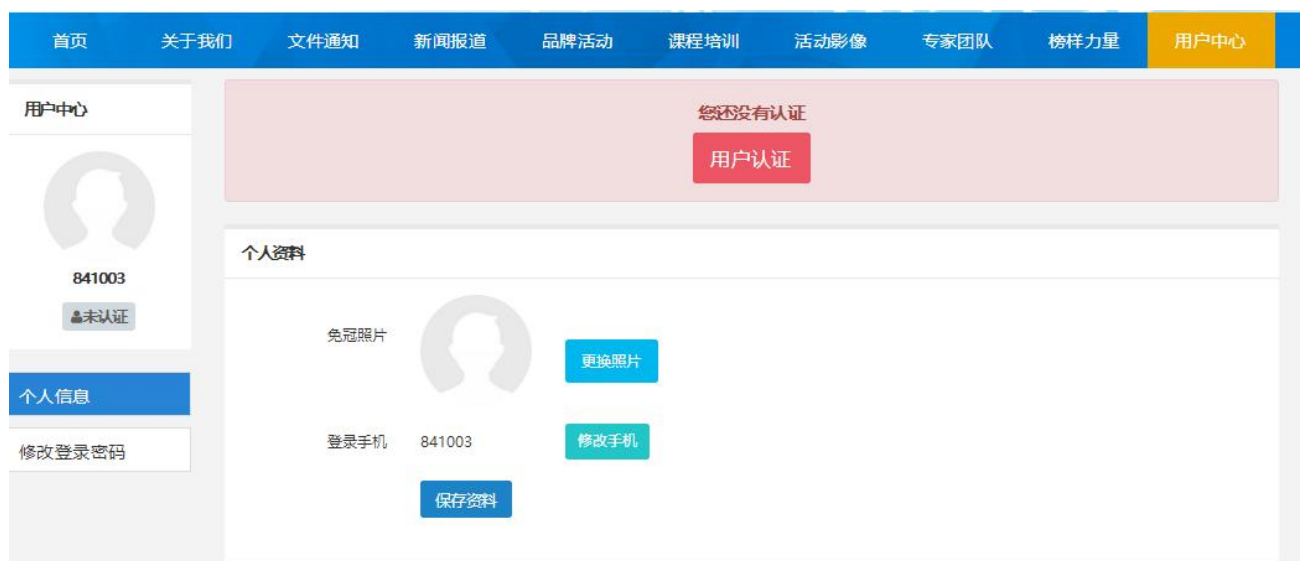 首页 关于我们 文件通知 新闻报道 品牌活动 课程培训 活动影像 专家团队 榜样力量 用户中心
用户中心
841003
未认证
个人信息
修改登录密码
您还没有认证
用户认证
个人资料
免冠照片
更换照片
登录手机 841003 修改手机
保存资料